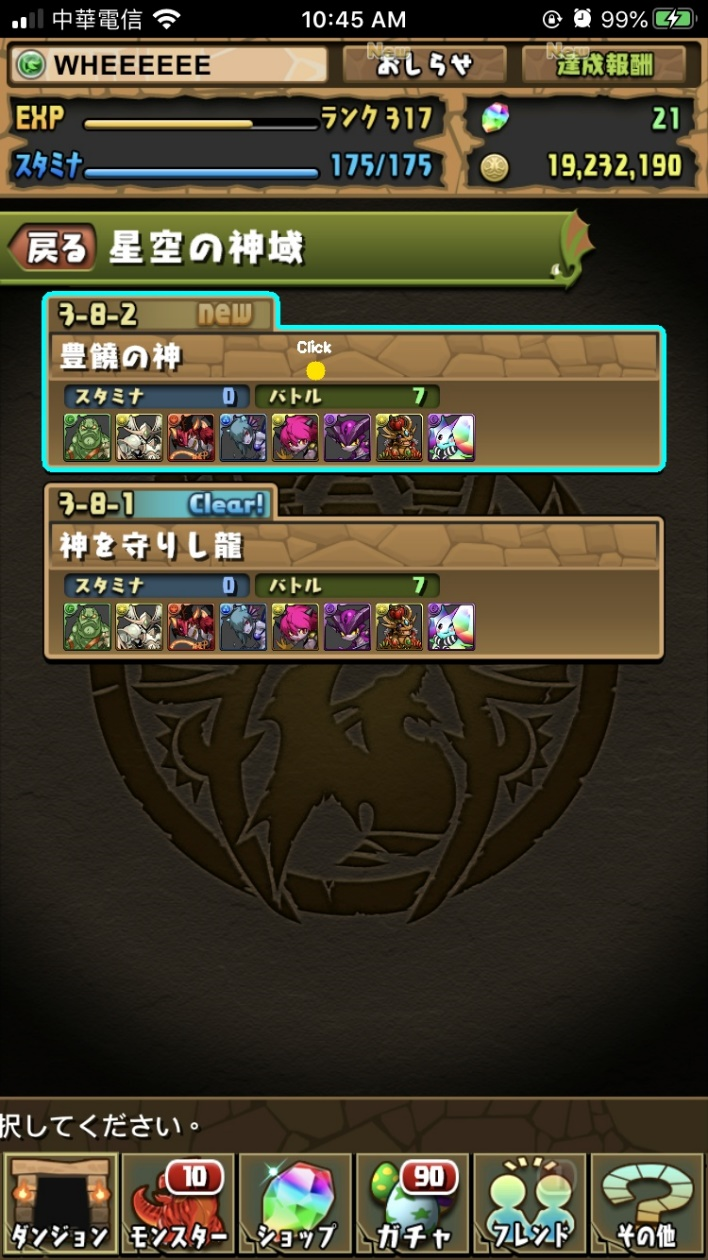 中華電信 10:45 AM 99%
WHEEEEEE New おしらせ New 達成報酬
EXP ランク317 21
スタミナ 175/175 19,232,190
戻る 星空の神域
3-8-2 new
豊饒の神
Click
スタミナ 0 バトル 7
3-8-1 Clear!
神を守りし龍
スタミナ 0 バトル 7
択してください。
10 90
ダンジョン モンスター ショップ ガチャ フレンド その他